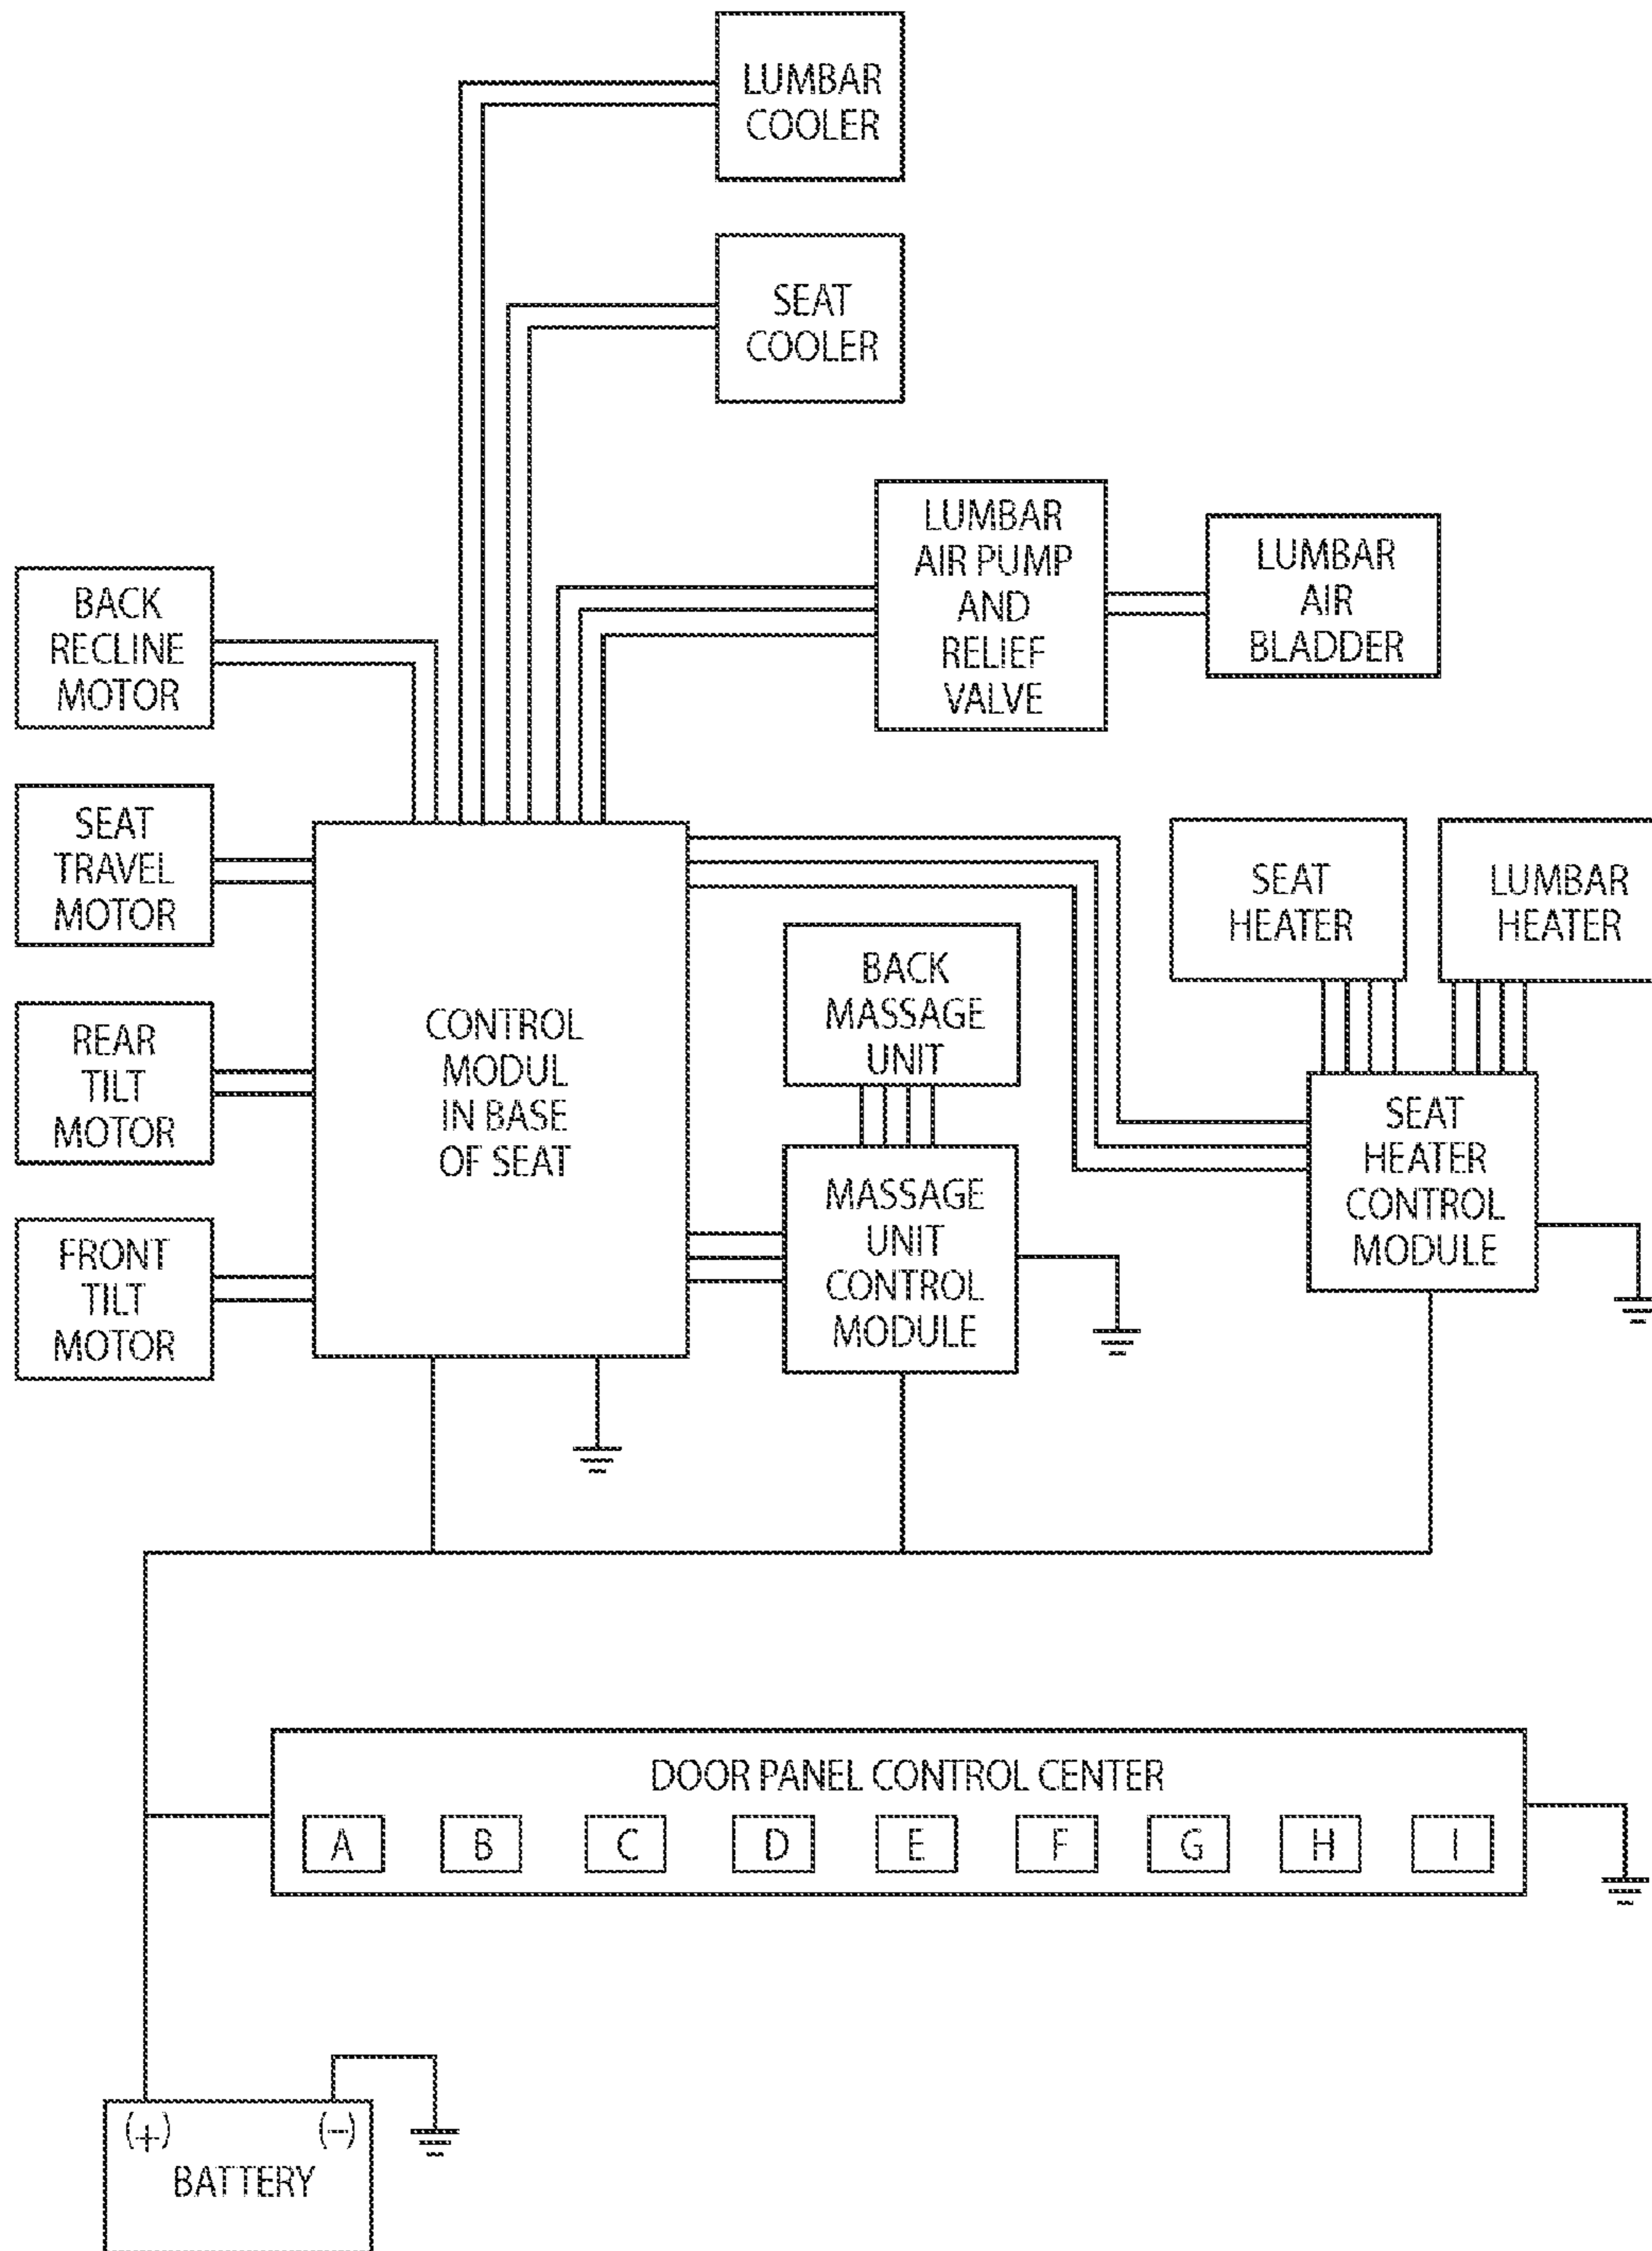 LUMBAR
COOLER
SEAT
COOLER
LUMBAR
AIR PUMP
AND
RELIEF
VALVE
LUMBAR
AIR
BLADDER
BACK
RECLINE
MOTOR
SEAT
TRAVEL
MOTOR
REAR
TILT
MOTOR
FRONT
TILT
MOTOR
CONTROL
MODUL
IN BASE
OF SEAT
BACK
MASSAGE
UNIT
MASSAGE
UNIT
CONTROL
MODULE
SEAT
HEATER
LUMBAR
HEATER
SEAT
HEATER
CONTROL
MODULE
DOOR PANEL CONTROL CENTER
A B C D E F G H I
(+) (-)
BATTERY